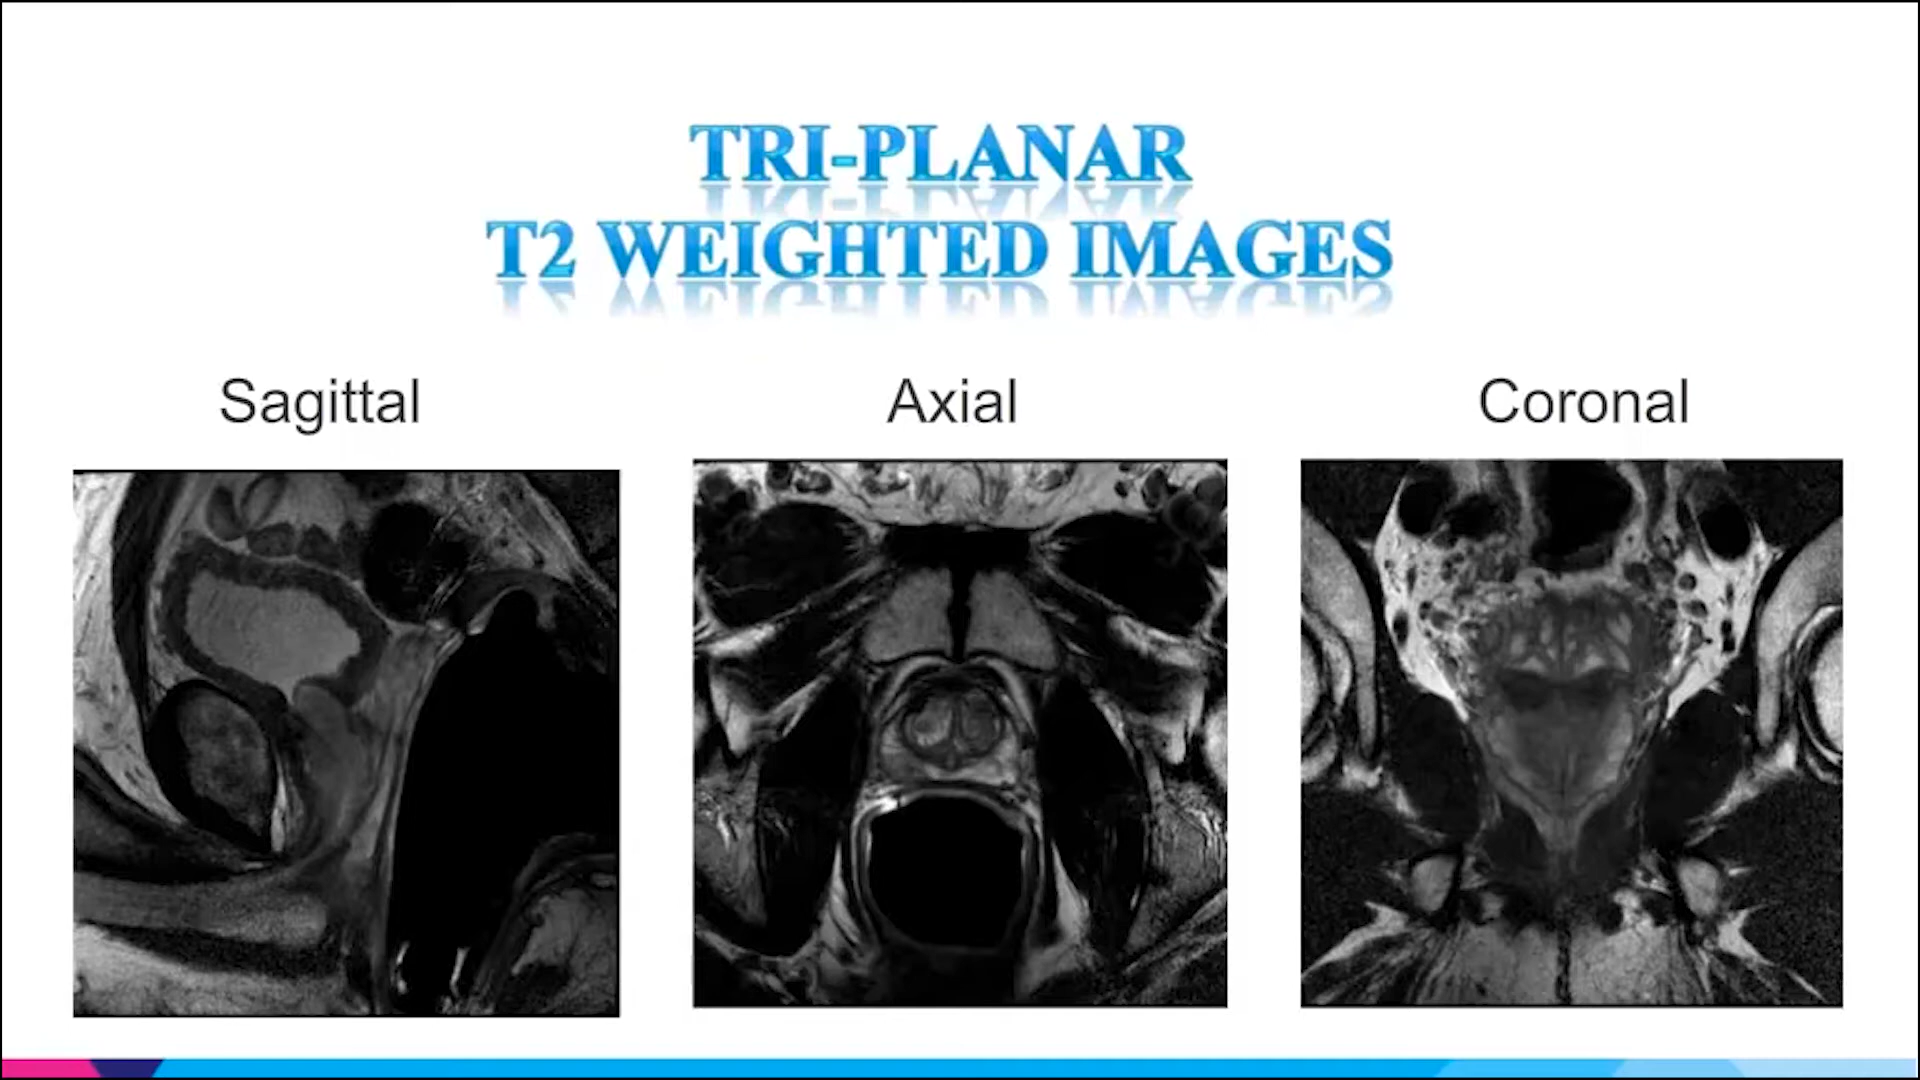 TRI-PLANAR
T2 WEIGHTED IMAGES
Sagittal
Axial
Coronal